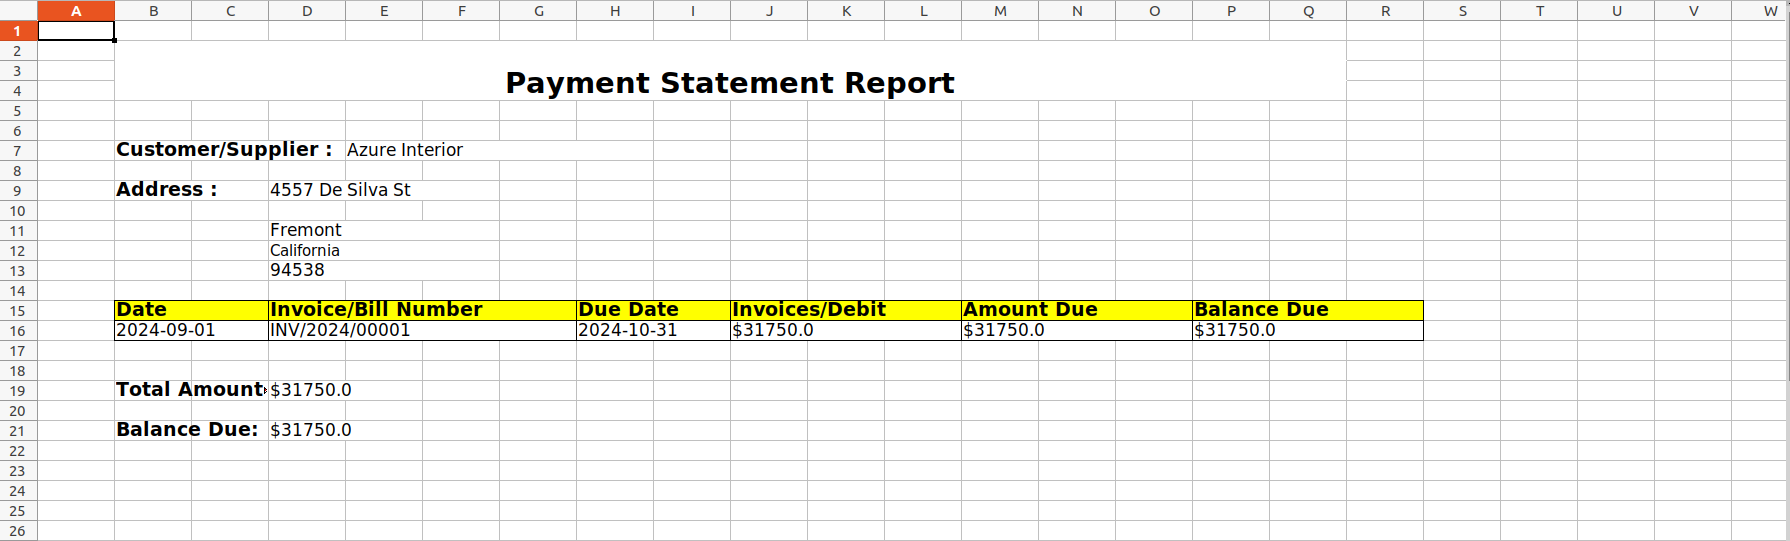 A B C D E F G H I J K L M N O P Q R S T U V W
1
2
3 Payment Statement Report
4
5
6
7 Customer/Supplier : Azure Interior
8
9 Address : 4557 De Silva St
10
11 Fremont
12 California
13 94538
14
15 Date Invoice/Bill Number Due Date Invoices/Debit Amount Due Balance Due
16 2024-09-01 INV/2024/00001 2024-10-31 $31750.0 $31750.0 $31750.0
17
18
19 Total Amount $31750.0
20
21 Balance Due: $31750.0
22
23
24
25
26